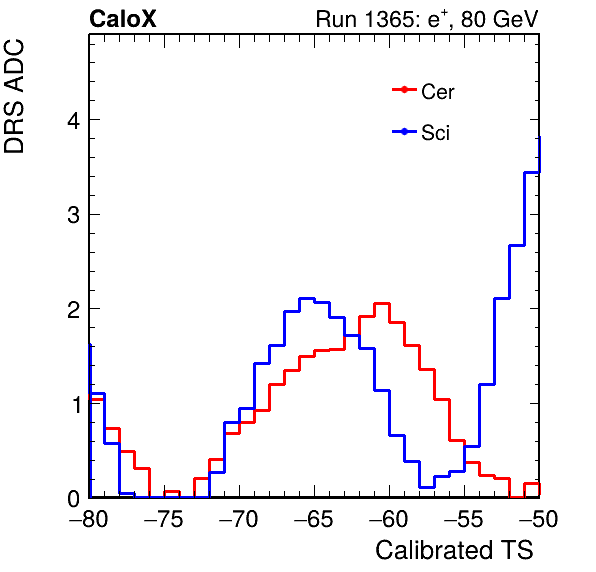 CaloX Run 1365: e⁺, 80 GeV
DRS ADC
Cer
Sci
4
3
2
1
0
−80 −75 −70 −65 −60 −55 −50
Calibrated TS